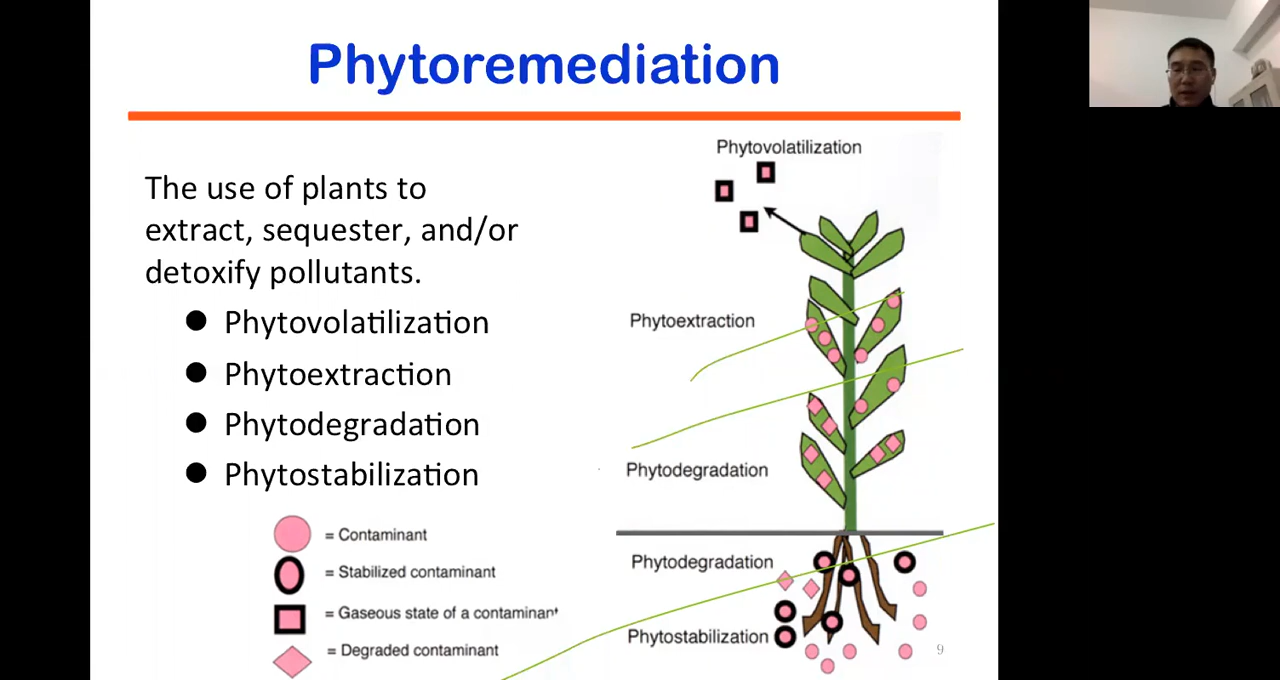 Phytoremediation
The use of plants to
extract, sequester, and/or
detoxify pollutants.
● Phytovolatilization
● Phytoextraction
● Phytodegradation
● Phytostabilization
= Contaminant
= Stabilized contaminant
= Gaseous state of a contaminant
= Degraded contaminant
Phytovolatilization
Phytoextraction
Phytodegradation
Phytodegradation
Phytostabilization
9